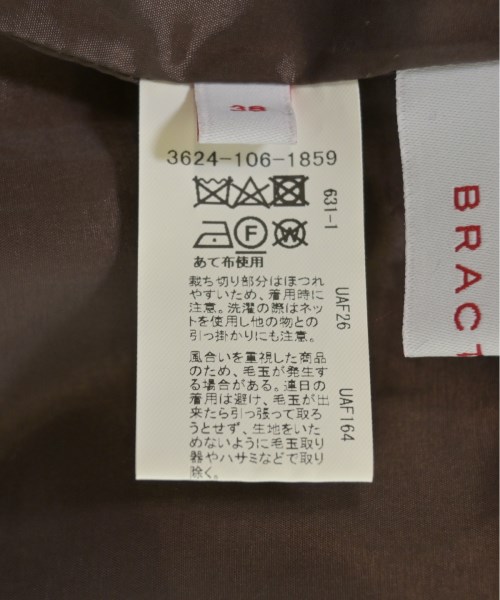 38
3624-106-1859
631-1
F
W
あて布使用
裁ち切り部分はほつれ
やすいため、着用時に
注意。洗濯の際はネッ
トを使用し他の物との
引っ掛かりにも注意。
UAF26
風合いを重視した商品
のため、毛玉が発生す
る場合がある。連日の
着用は避け、毛玉が出
来たら引っ張って取ろ
うとせず、生地をいた
めないように毛玉取り
器やハサミなどで取り
除く。
UAF164
BRACT